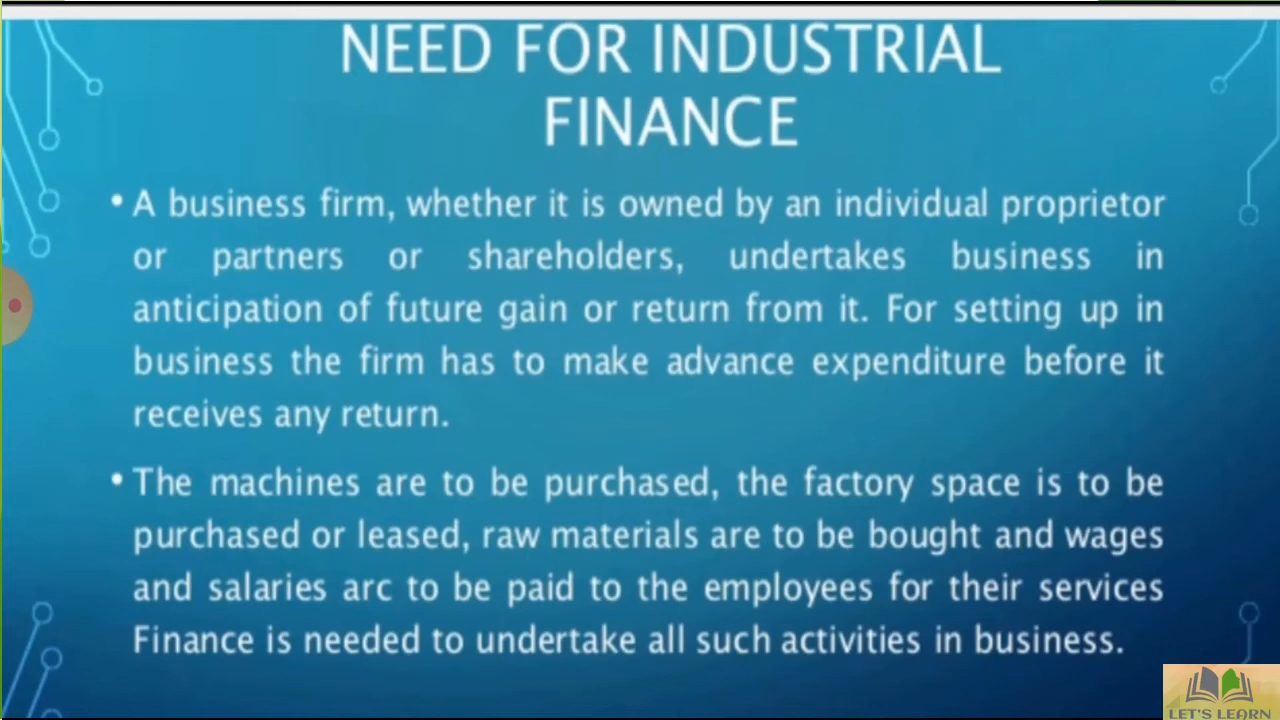 NEED FOR INDUSTRIAL
FINANCE
• A business firm, whether it is owned by an individual proprietor
or partners or shareholders, undertakes business in
anticipation of future gain or return from it. For setting up in
business the firm has to make advance expenditure before it
receives any return.
• The machines are to be purchased, the factory space is to be
purchased or leased, raw materials are to be bought and wages
and salaries arc to be paid to the employees for their services
Finance is needed to undertake all such activities in business.
LET'S LEARN